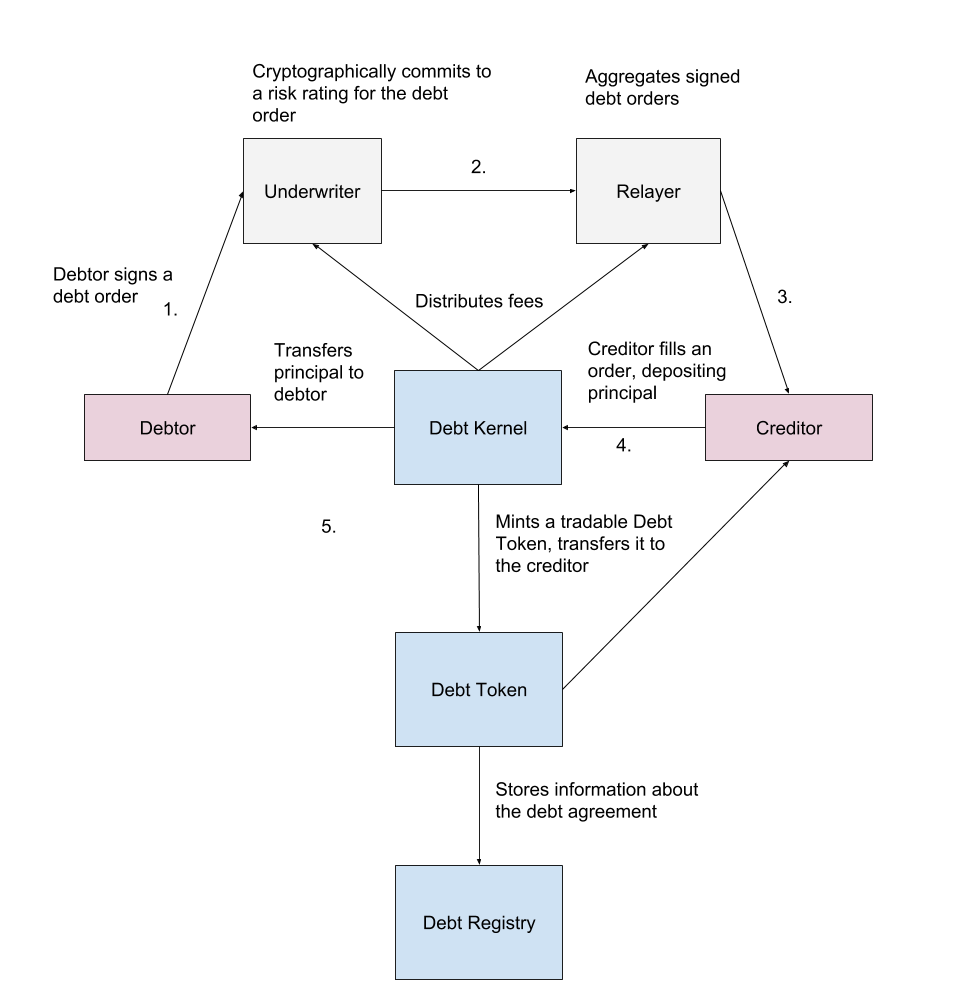 Cryptographically commits to
a risk rating for the debt
order
Aggregates signed
debt orders
Underwriter
2.
Relayer
Debtor signs a
debt order
1.
Distributes fees
3.
Transfers
principal to
debtor
Creditor fills an
order, depositing
principal
Debtor
Debt Kernel
4.
Creditor
5.
Mints a tradable Debt
Token, transfers it to
the creditor
Debt Token
Stores information about
the debt agreement
Debt Registry